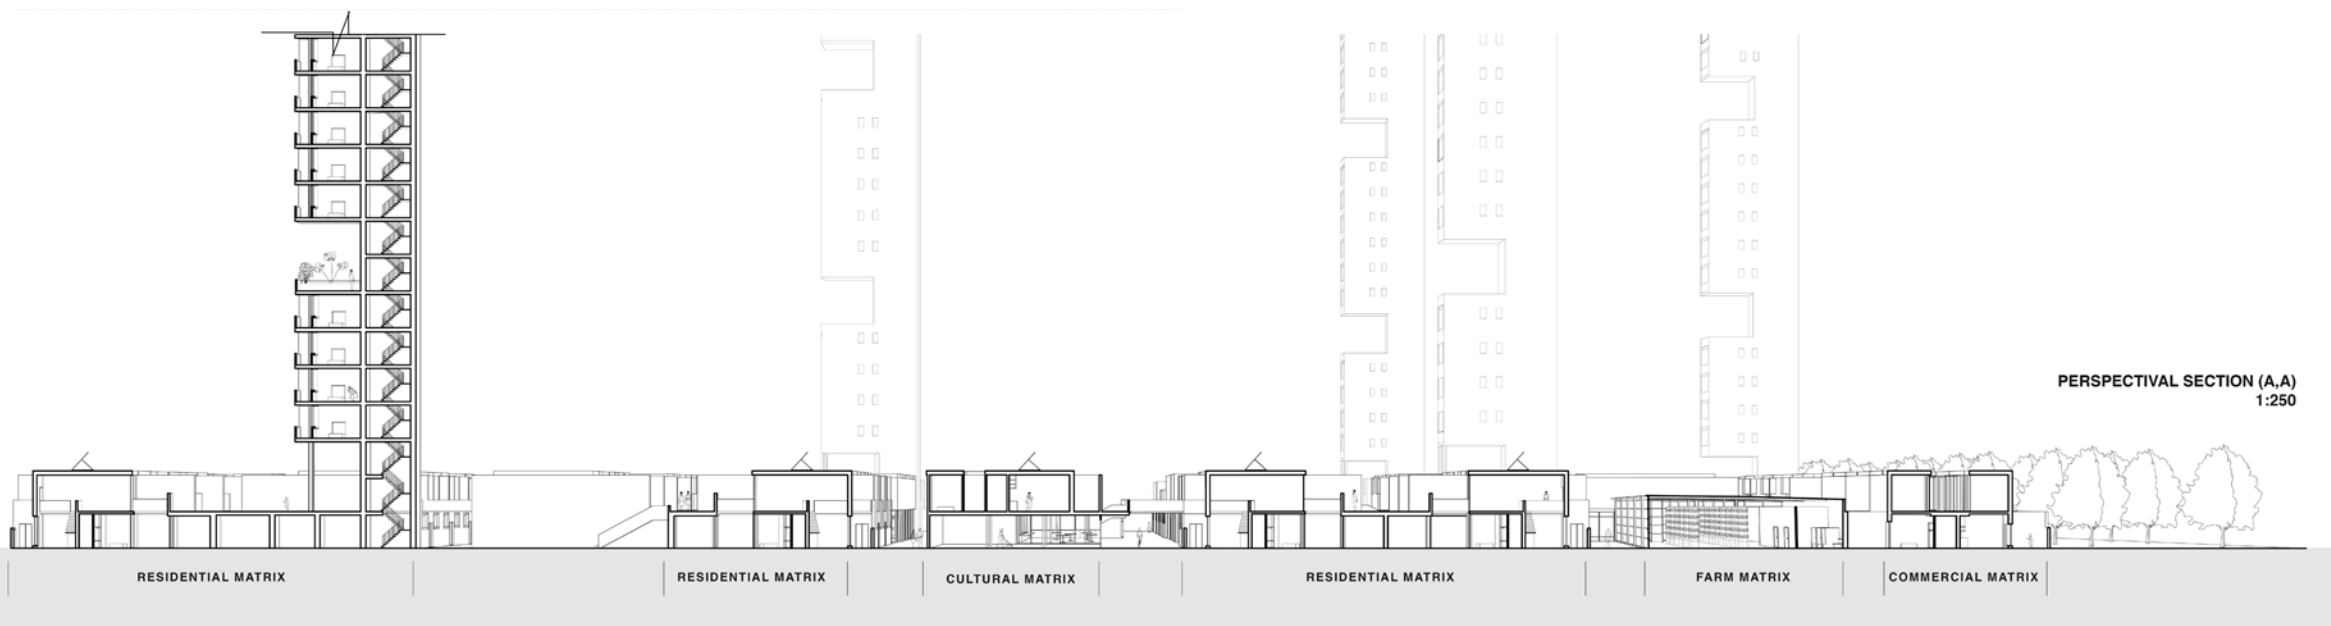 PERSPECTIVAL SECTION (A,A)
1:250
RESIDENTIAL MATRIX
RESIDENTIAL MATRIX
CULTURAL MATRIX
RESIDENTIAL MATRIX
FARM MATRIX
COMMERCIAL MATRIX